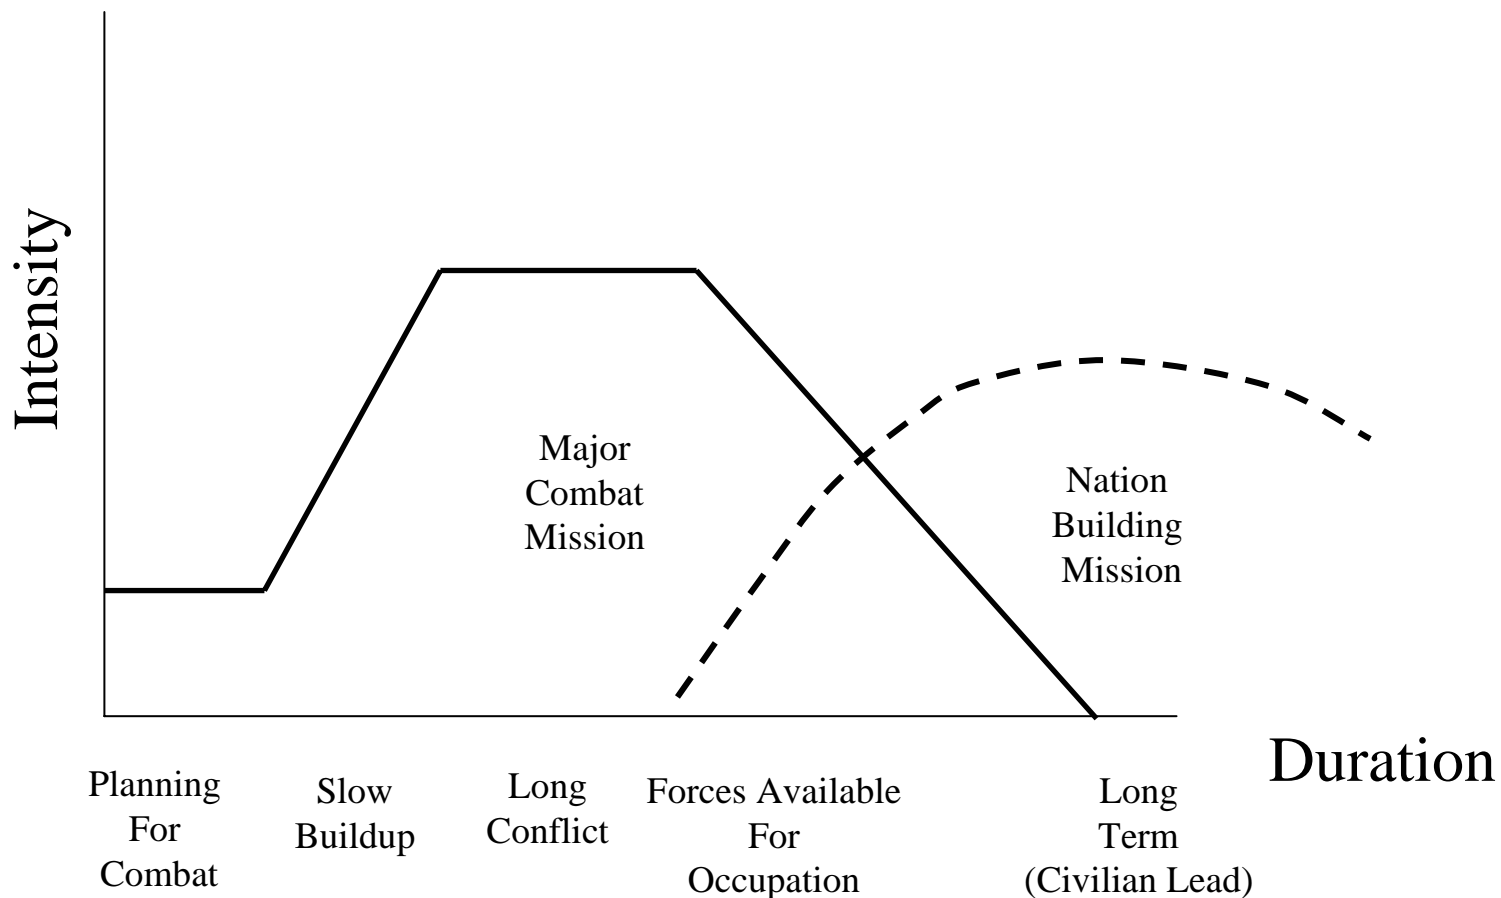 Intensity
Major
Combat
Mission
Nation
Building
Mission
Duration
Planning
For
Combat
Slow
Buildup
Long
Conflict
Forces Available
For
Occupation
Long
Term
(Civilian Lead)